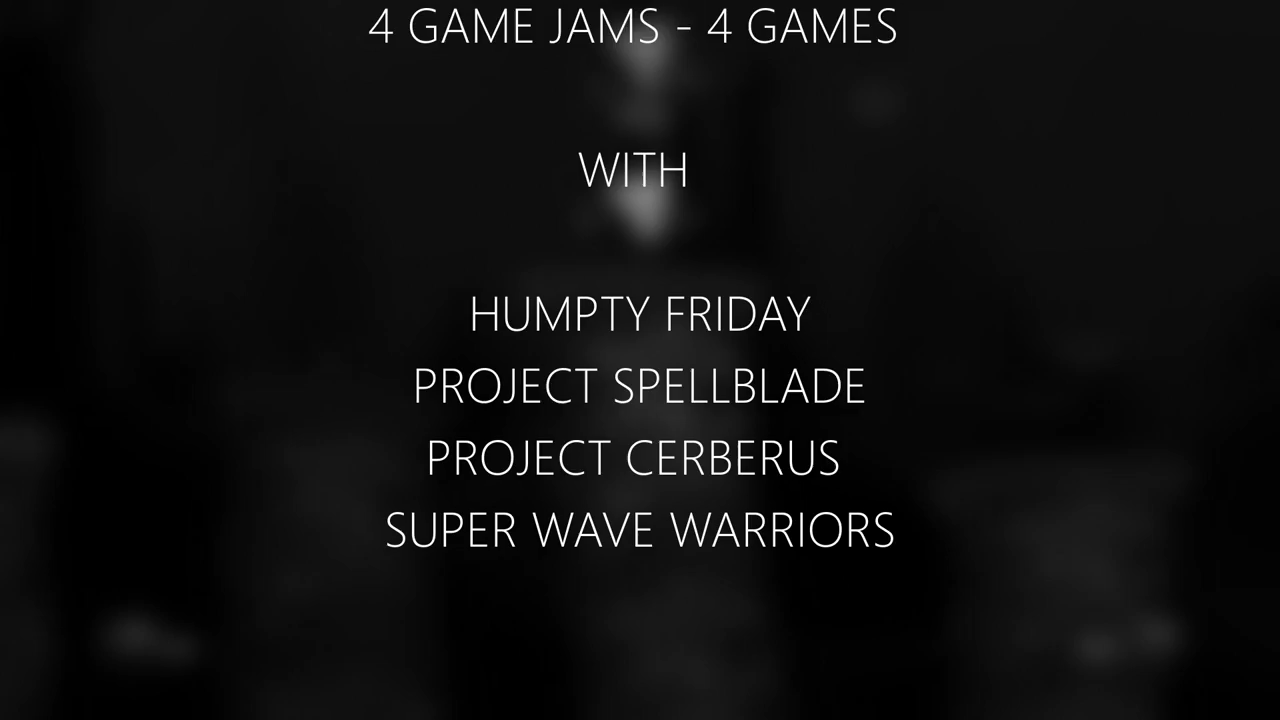 4 GAME JAMS - 4 GAMES
WITH
HUMPTY FRIDAY
PROJECT SPELLBLADE
PROJECT CERBERUS
SUPER WAVE WARRIORS